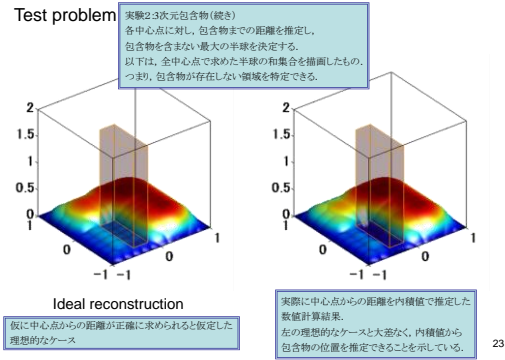 Test problem
実験2:3次元包含物(続き)
各中心点に対し，包含物までの距離を推定し，
包含物を含まない最大の半球を決定する．
以下は，全中心点で求めた半球の和集合を描画したもの．
つまり，包含物が存在しない領域を特定できる．
2
1.5
1
0.5
0
1
0
-1
-1
0
1
2
1.5
1
0.5
0
1
0
-1
-1
0
1
Ideal reconstruction
仮に中心点からの距離が正確に求められると仮定した
理想的なケース
実際に中心点からの距離を内積値で推定した
数値計算結果．
左の理想的なケースと大差なく，内積値から
包含物の位置を推定できることを示している．
23